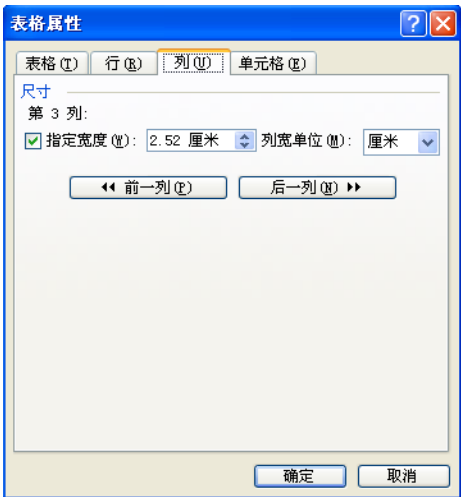 表格属性
表格(T) 行(R) 列(U) 单元格(E)
尺寸
第 3 列:
指定宽度(W): 2.52 厘米 列宽单位(M): 厘米
前一列(P) 后一列(N)
确定 取消